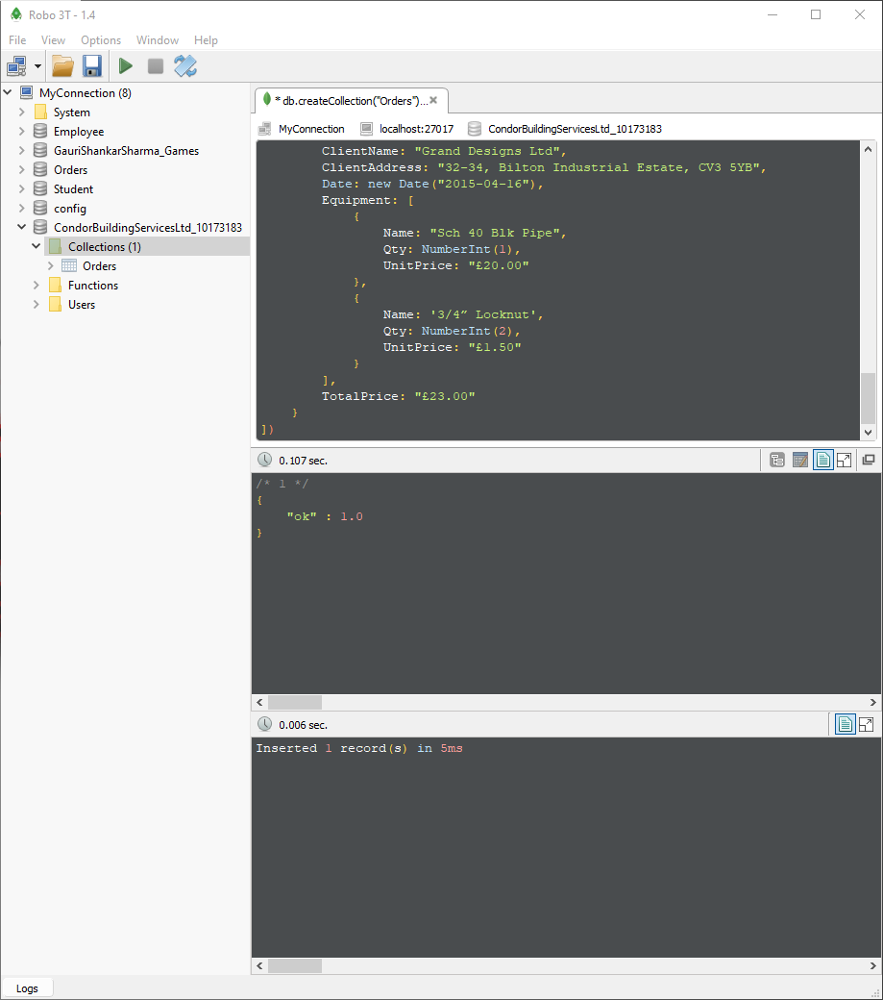 Robo 3T - 1.4
File View Options Window Help
MyConnection (8)
System
Employee
GauriShankarSharma_Games
Orders
Student
config
CondorBuildingServicesLtd_10173183
Collections (1)
Orders
Functions
Users
* db.createCollection("Orders")...
MyConnection localhost:27017 CondorBuildingServicesLtd_10173183
ClientName: "Grand Designs Ltd",
ClientAddress: "32-34, Bilton Industrial Estate, CV3 5YB",
Date: new Date("2015-04-16"),
Equipment: [
{
Name: "Sch 40 Blk Pipe",
Qty: NumberInt(1),
UnitPrice: "£20.00"
},
{
Name: '3/4” Locknut',
Qty: NumberInt(2),
UnitPrice: "£1.50"
}
],
TotalPrice: "£23.00"
}
])
0.107 sec.
/* 1 */
{
"ok" : 1.0
}
0.006 sec.
Inserted 1 record(s) in 5ms
Logs